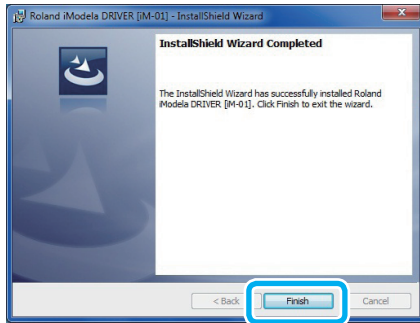 Roland iModela DRIVER [iM-01] - InstallShield Wizard
InstallShield Wizard Completed
The InstallShield Wizard has successfully installed Roland
iModela DRIVER [iM-01]. Click Finish to exit the wizard.
< Back
Finish
Cancel